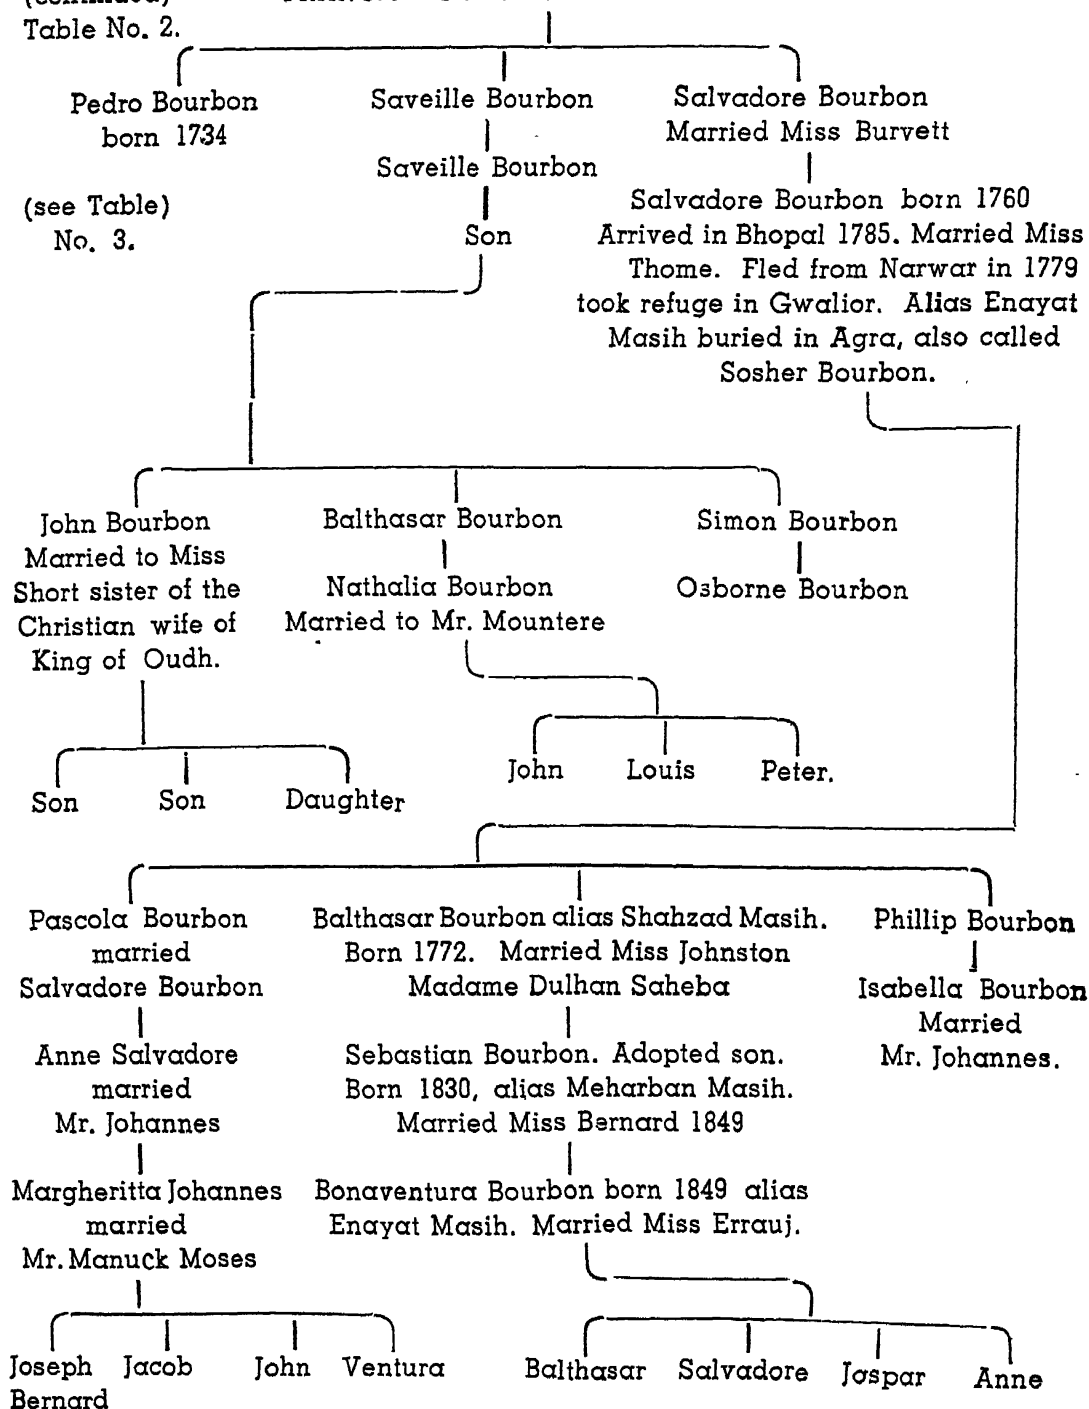 Table No. 2.
Pedro Bourbon
born 1734
(see Table)
No. 3.
Saveille Bourbon
Saveille Bourbon
Son
Salvadore Bourbon
Married Miss Burvett
Salvadore Bourbon born 1760
Arrived in Bhopal 1785. Married Miss
Thome. Fled from Narwar in 1779
took refuge in Gwalior. Alias Enayat
Masih buried in Agra, also called
Sosher Bourbon.
John Bourbon
Married to Miss
Short sister of the
Christian wife of
King of Oudh.
Balthasar Bourbon
Nathalia Bourbon
Married to Mr. Mountere
Simon Bourbon
Osborne Bourbon
Son
Son
Daughter
John
Louis
Peter.
Pascola Bourbon
married
Salvadore Bourbon
Anne Salvadore
married
Mr. Johannes
Margheritta Johannes
married
Mr. Manuck Moses
Balthasar Bourbon alias Shahzad Masih.
Born 1772. Married Miss Johnston
Madame Dulhan Saheba
Sebastian Bourbon. Adopted son.
Born 1830, alias Meharban Masih.
Married Miss Bernard 1849
Bonaventura Bourbon born 1849 alias
Enayat Masih. Married Miss Errauj.
Phillip Bourbon
Isabella Bourbon
Married
Mr. Johannes.
Joseph
Bernard
Jacob
John
Ventura
Balthasar
Salvadore
Jaspar
Anne